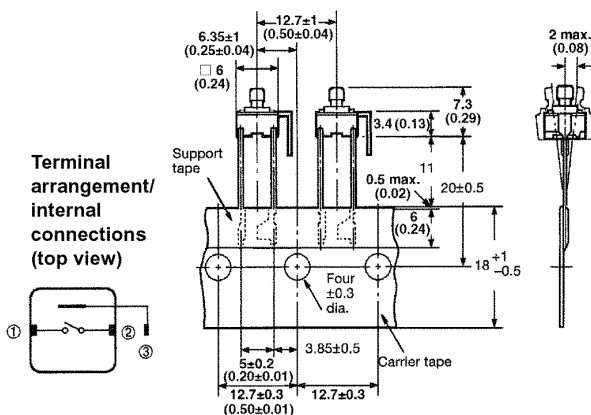 12.7±1
(0.50±0.04)
6.35±1
(0.25±0.04)
□ 6
(0.24)
2 max.
(0.08)
7.3
(0.29)
3.4 (0.13)
Support
tape
11
0.5 max.
(0.02)
20±0.5
6
(0.24)
18 +1 −0.5
Terminal
arrangement/
internal
connections
(top view)
① ② ③
Four
±0.3
dia.
3.85±0.5
Carrier tape
5±0.2
(0.20±0.01)
12.7±0.3
(0.50±0.01)
12.7±0.3